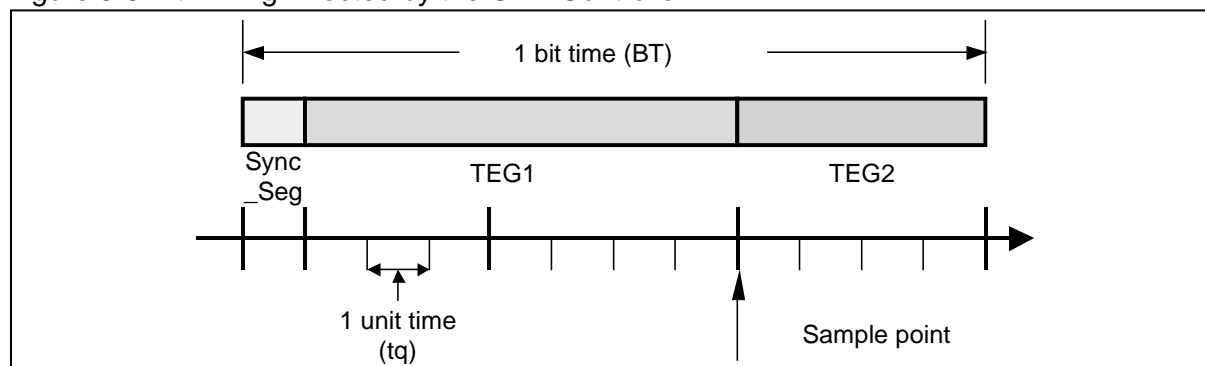 1 bit time (BT)
Sync
_Seg
TEG1
TEG2
1 unit time
(tq)
Sample point